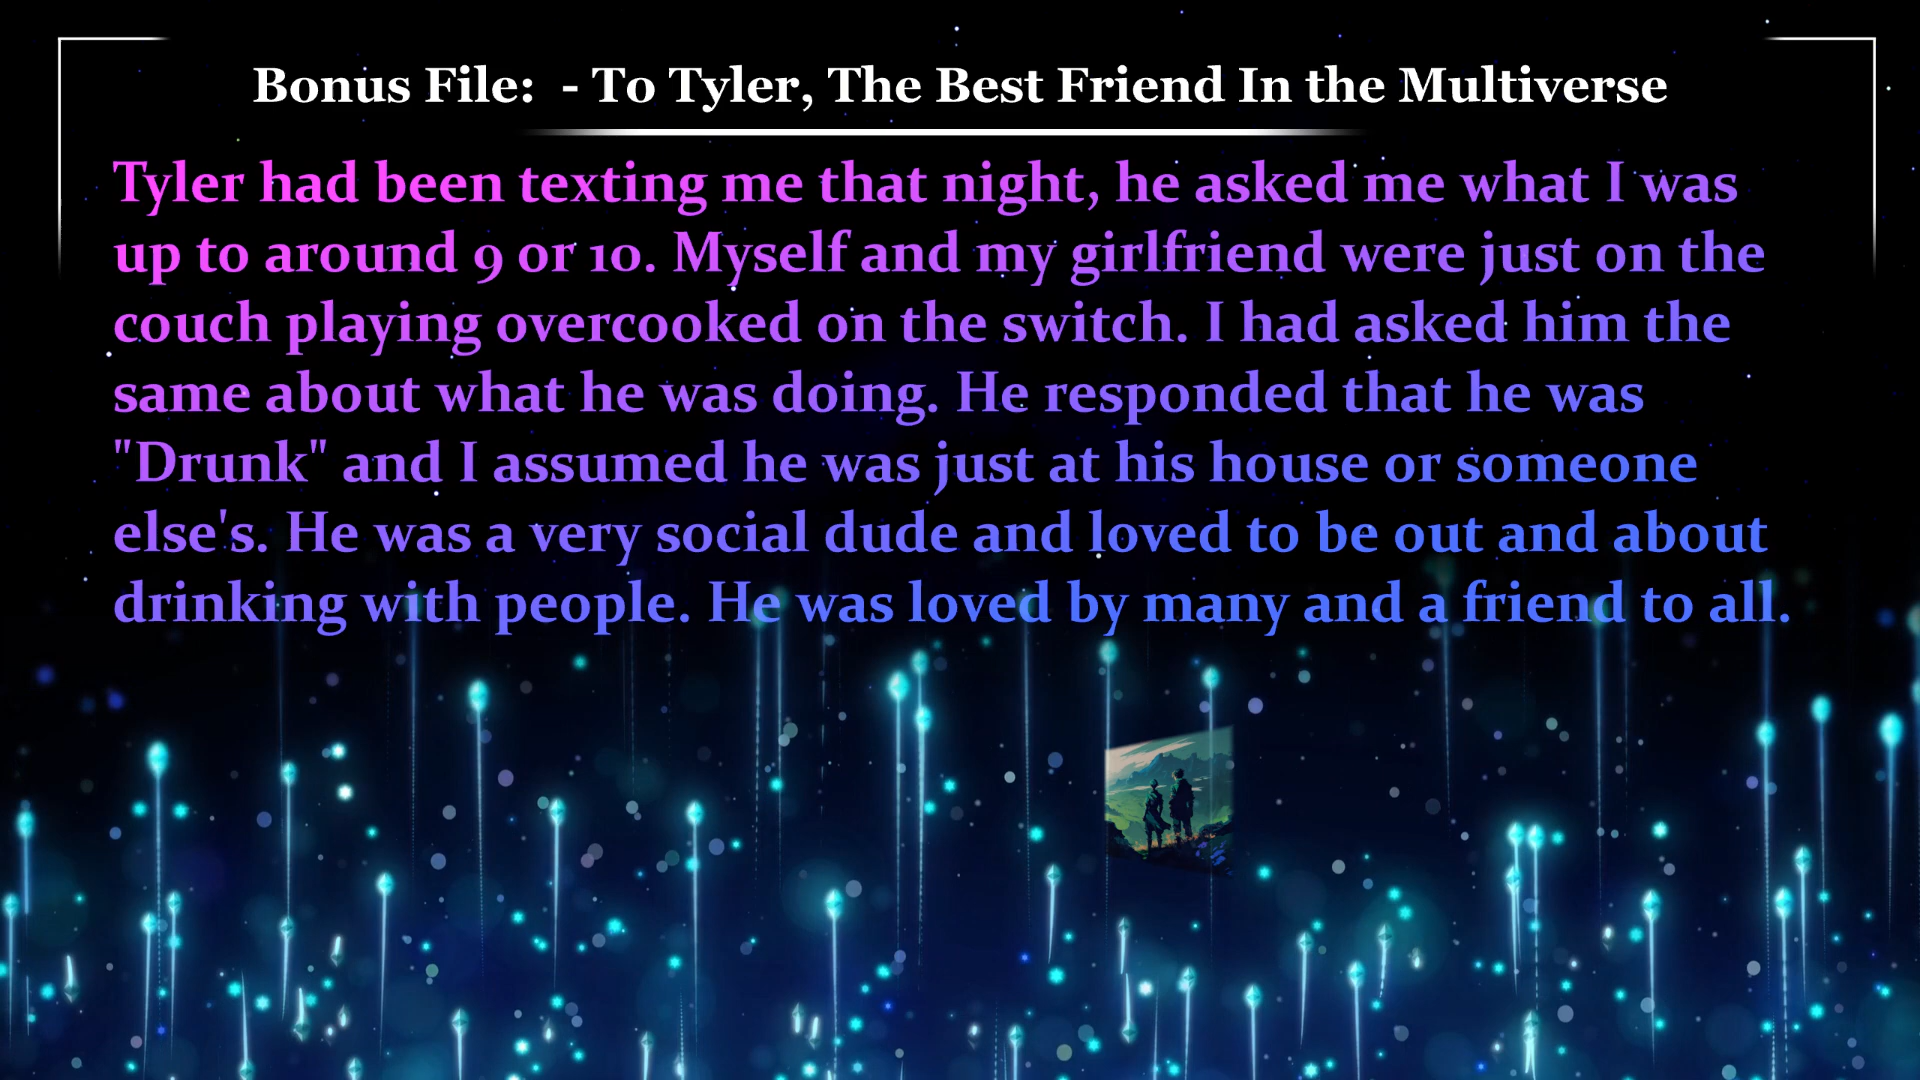 Bonus File:  - To Tyler, The Best Friend In the Multiverse
Tyler had been texting me that night, he asked me what I was
up to around 9 or 10. Myself and my girlfriend were just on the
couch playing overcooked on the switch. I had asked him the
same about what he was doing. He responded that he was
"Drunk" and I assumed he was just at his house or someone
else's. He was a very social dude and loved to be out and about
drinking with people. He was loved by many and a friend to all.